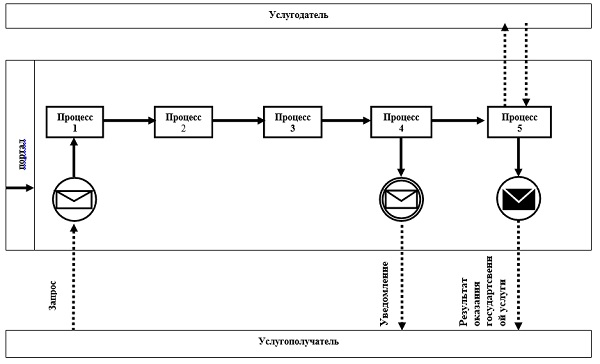 Услугодатель
портал
Процесс
1
Процесс
2
Процесс
3
Процесс
4
Процесс
5
Запрос
Уведомление
Результат
оказания
государтсвенн
ой услуги
Услугополучатель